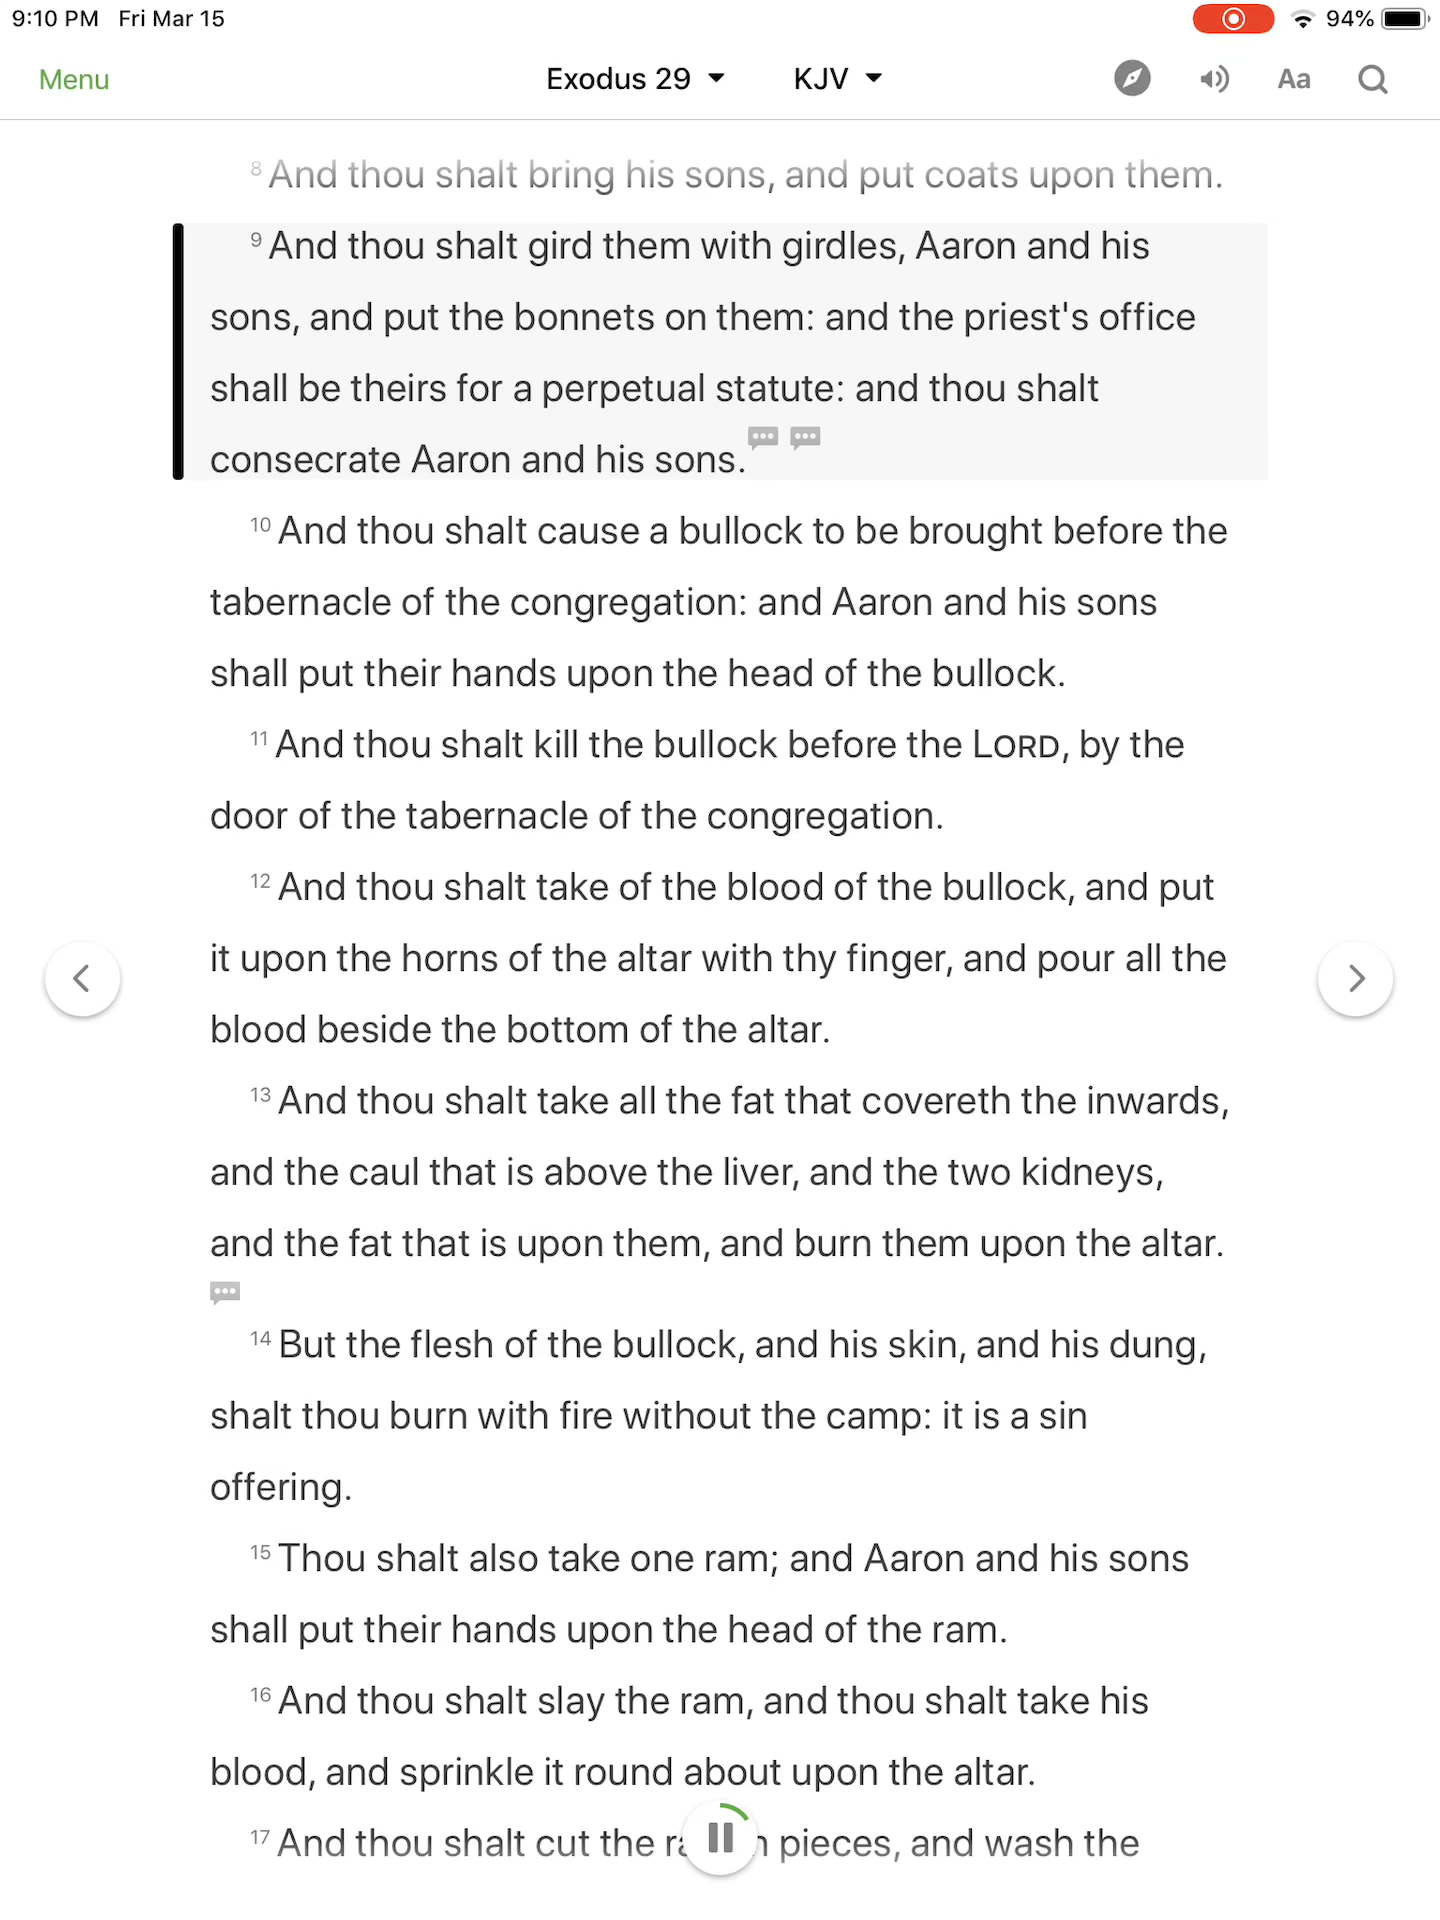 9:10 PM Fri Mar 15 94%
Menu Exodus 29 KJV Aa
8 And thou shalt bring his sons, and put coats upon them.
9 And thou shalt gird them with girdles, Aaron and his
sons, and put the bonnets on them: and the priest's office
shall be theirs for a perpetual statute: and thou shalt
consecrate Aaron and his sons.
10 And thou shalt cause a bullock to be brought before the
tabernacle of the congregation: and Aaron and his sons
shall put their hands upon the head of the bullock.
11 And thou shalt kill the bullock before the LORD, by the
door of the tabernacle of the congregation.
12 And thou shalt take of the blood of the bullock, and put
it upon the horns of the altar with thy finger, and pour all the
blood beside the bottom of the altar.
13 And thou shalt take all the fat that covereth the inwards,
and the caul that is above the liver, and the two kidneys,
and the fat that is upon them, and burn them upon the altar.
14 But the flesh of the bullock, and his skin, and his dung,
shalt thou burn with fire without the camp: it is a sin
offering.
15 Thou shalt also take one ram; and Aaron and his sons
shall put their hands upon the head of the ram.
16 And thou shalt slay the ram, and thou shalt take his
blood, and sprinkle it round about upon the altar.
17 And thou shalt cut the pieces, and wash the